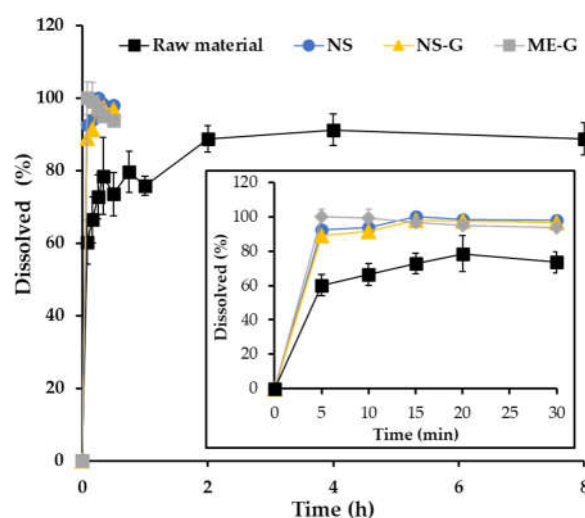 120
Raw material NS NS-G ME-G
100
80
60
40
20
0
Dissolved (%)
0 2 4 6 8
Time (h)
120
100
80
60
40
20
0
Dissolved (%)
0 5 10 15 20 25 30
Time (min)